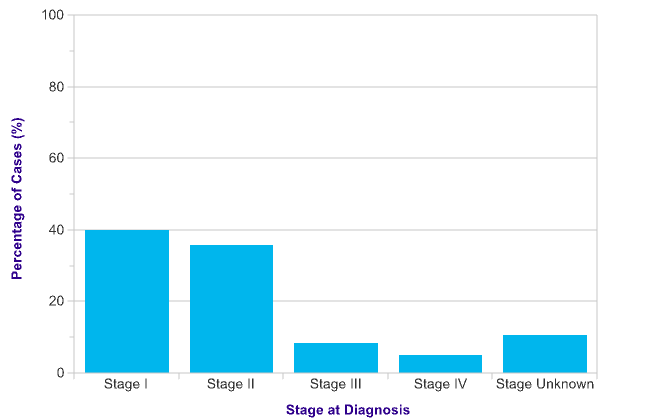 100
80
60
40
20
0
Percentage of Cases (%)
Stage I
Stage II
Stage III
Stage IV
Stage Unknown
Stage at Diagnosis